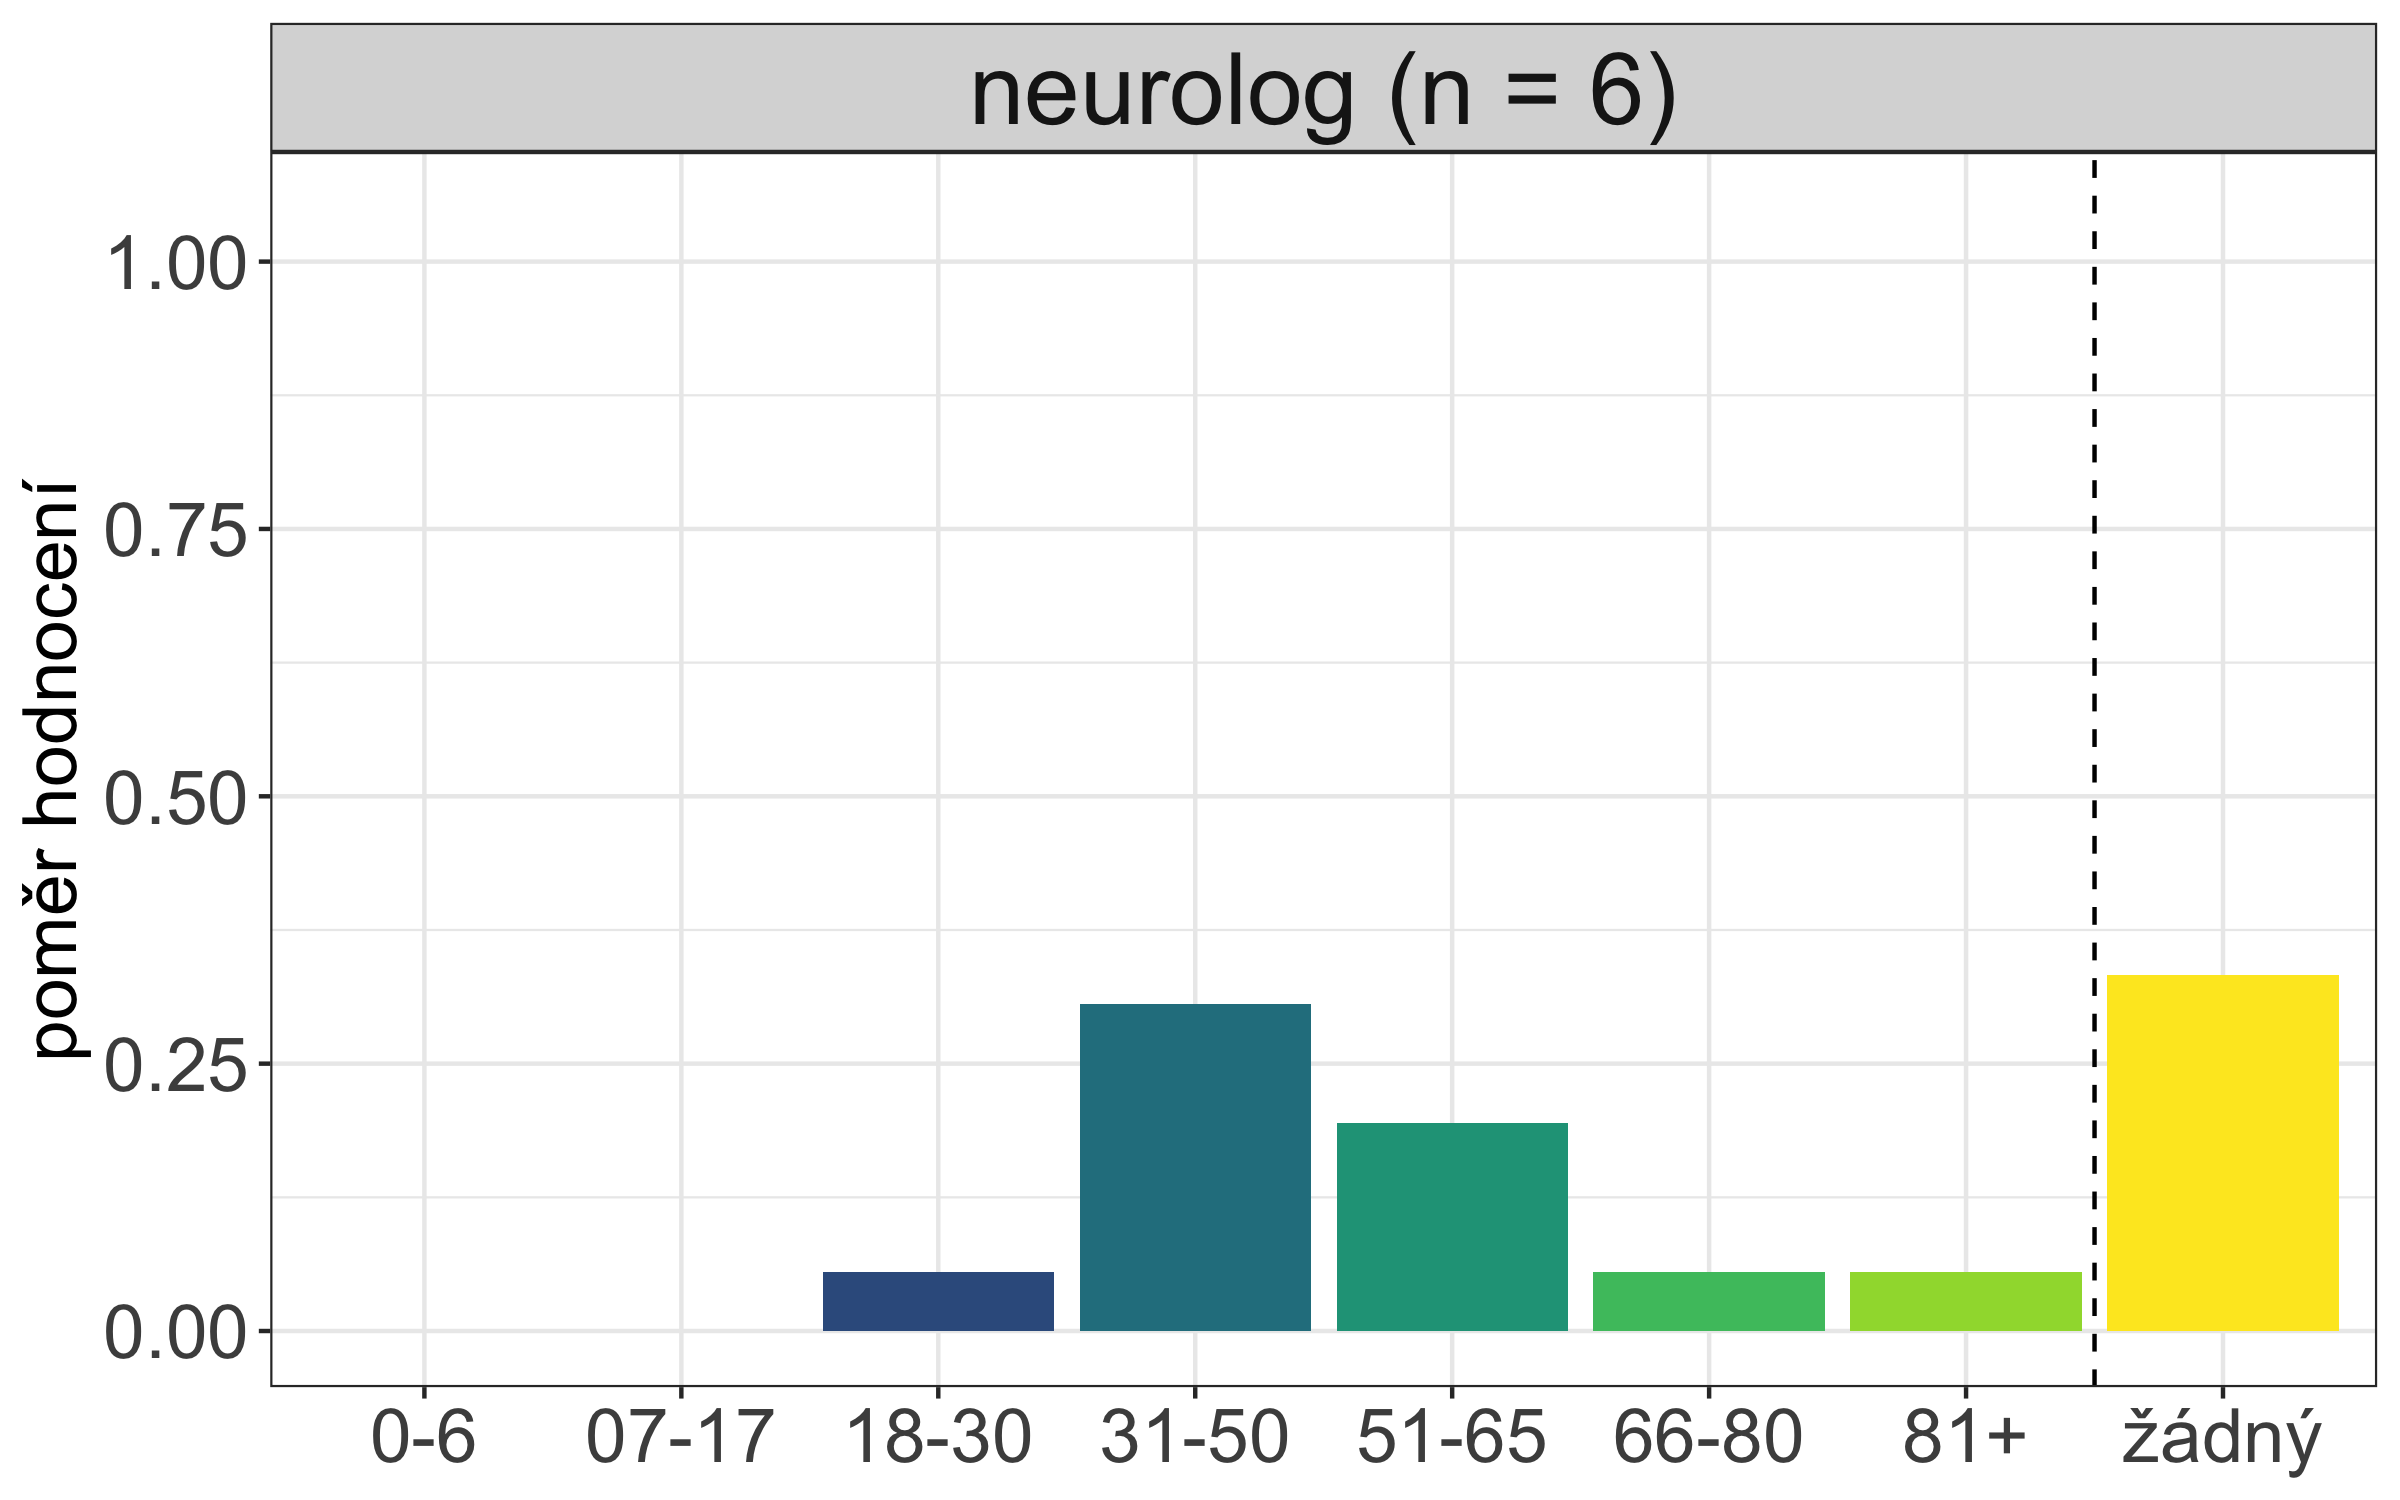 neurolog (n = 6)
poměr hodnocení
1.00
0.75
0.50
0.25
0.00
0-6 07-17 18-30 31-50 51-65 66-80 81+ žádný